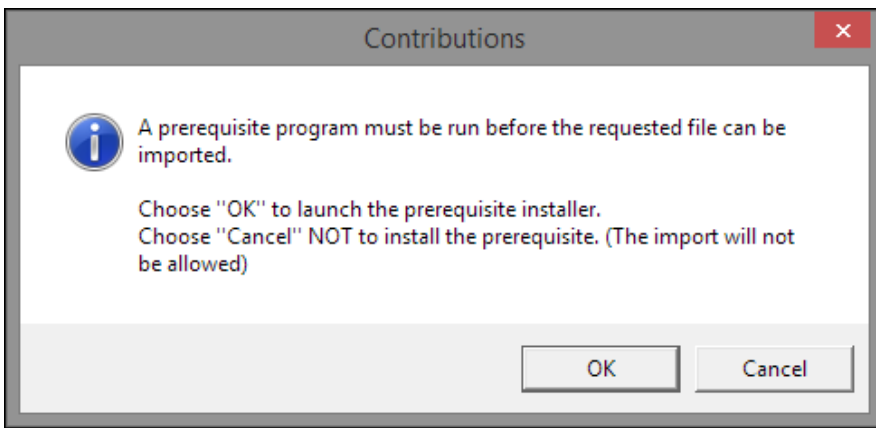 Contributions
A prerequisite program must be run before the requested file can be
imported.
Choose "OK" to launch the prerequisite installer.
Choose "Cancel" NOT to install the prerequisite. (The import will not
be allowed)
OK
Cancel